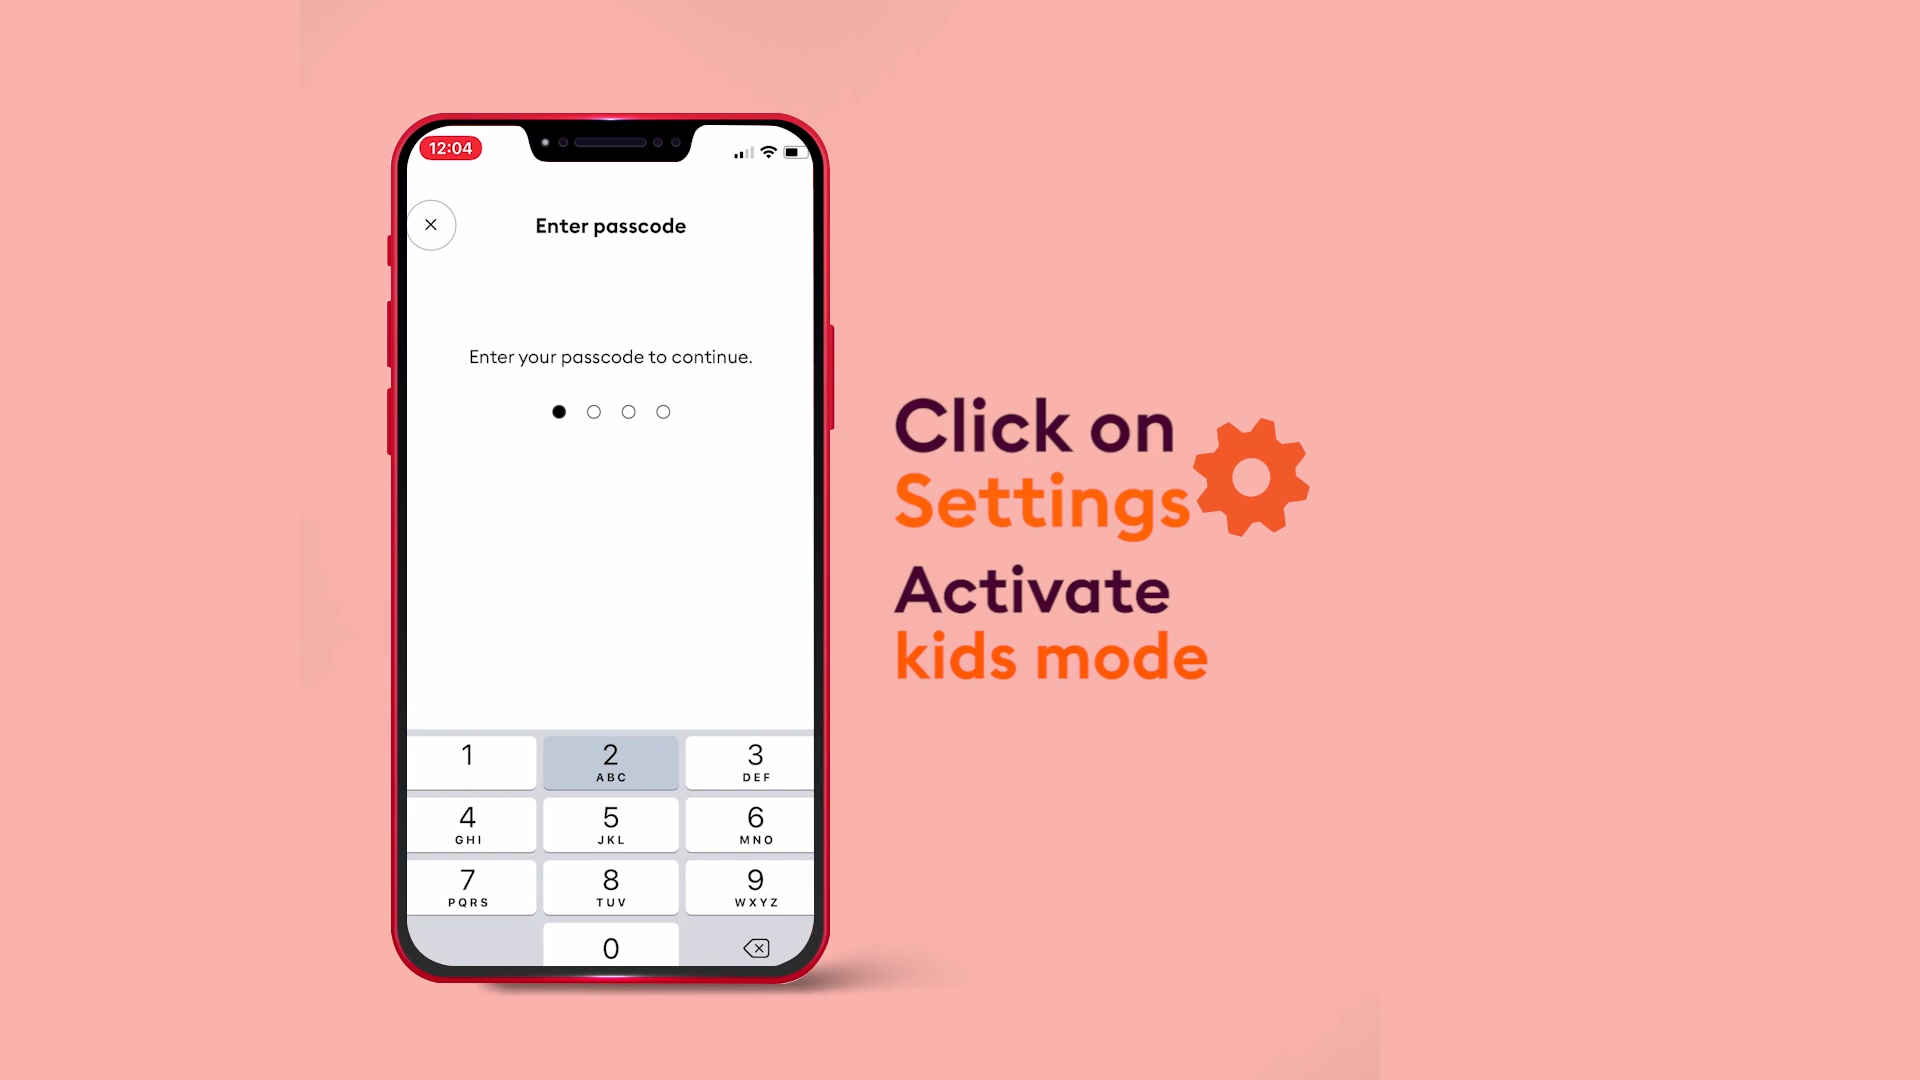 12:04
Enter passcode
Enter your passcode to continue.
Click on
Settings
Activate
kids mode
1 2 3
ABC DEF
4 5 6
GHI JKL MNO
7 8 9
PQRS TUV WXYZ
0